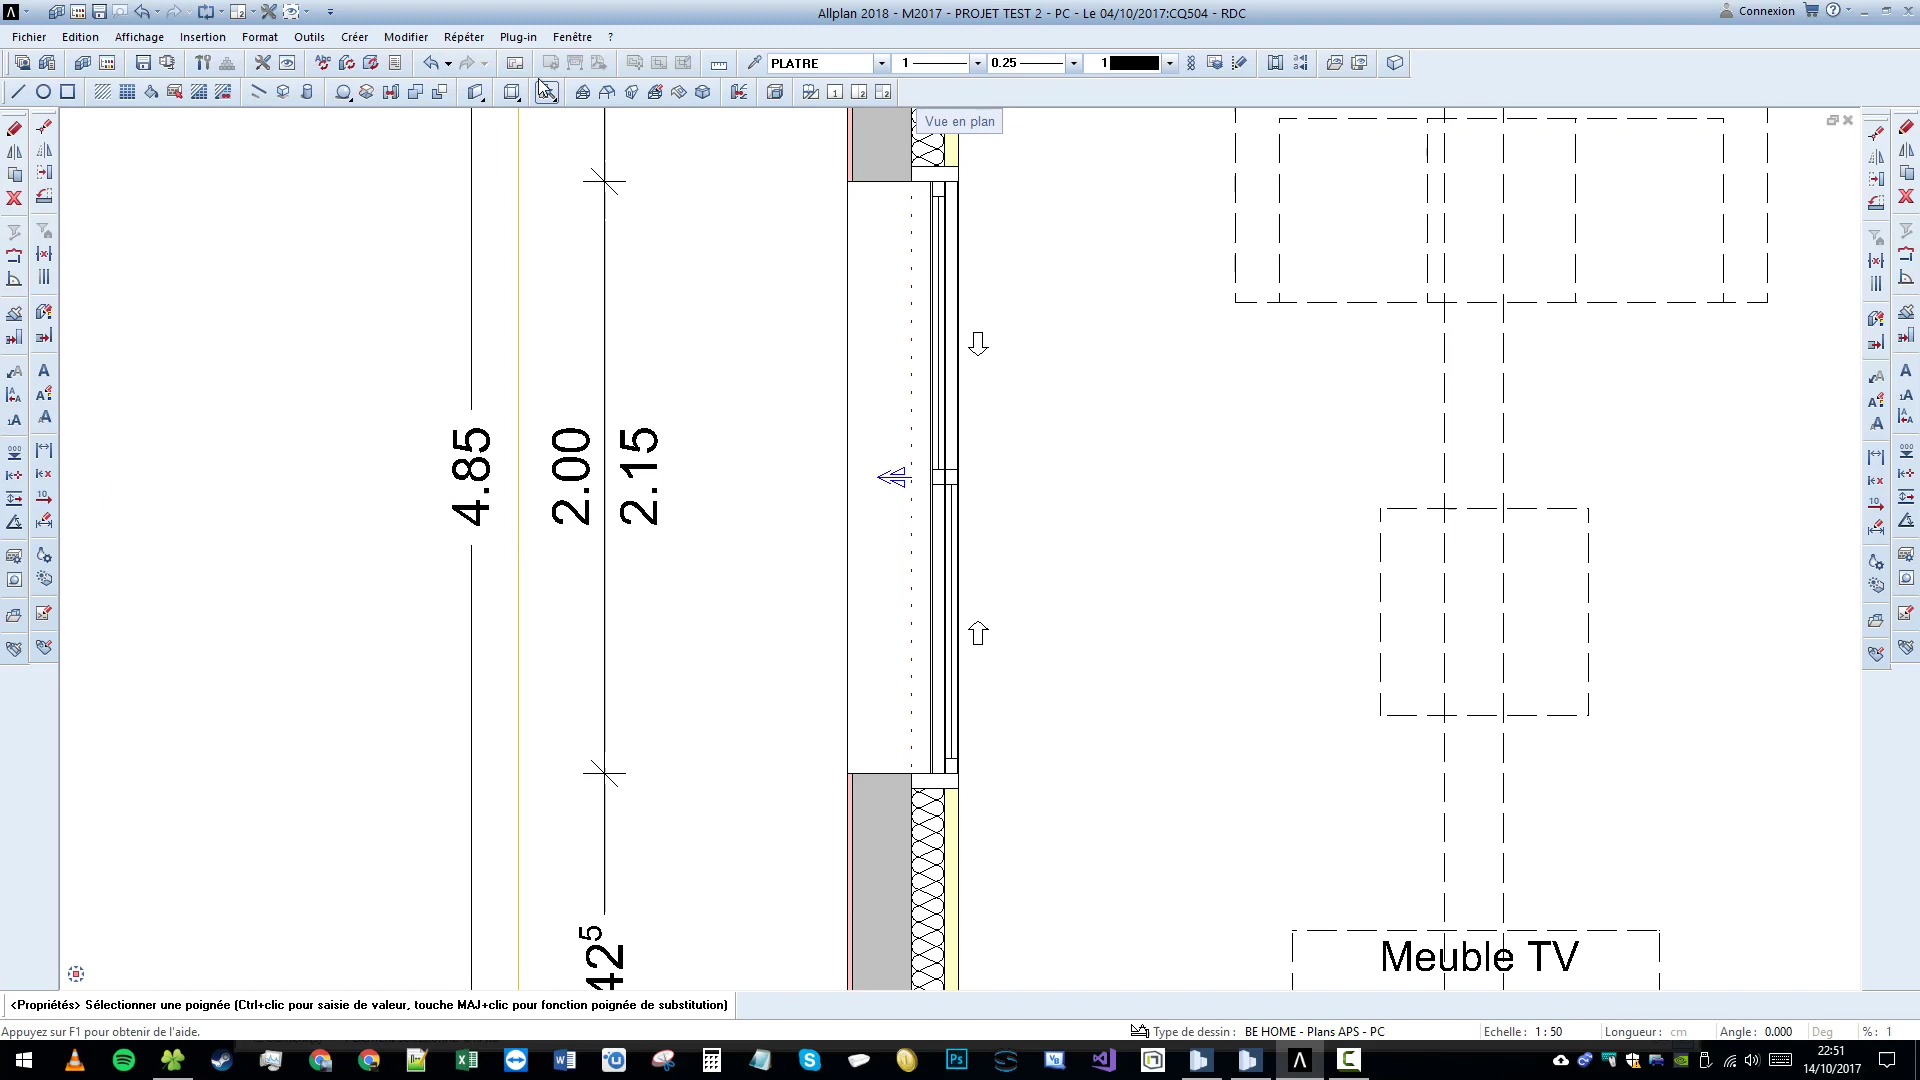 Allplan 2018 - M2017 - PROJET TEST 2 - PC - Le 04/10/2017:CQ504 - RDC
Connexion
Fichier Edition Affichage Insertion Format Outils Créer Modifier Répéter Plug-in Fenêtre ?
PLATRE 1 0.25 1
Vue en plan
4.85
2.00
2.15
42⁵
Meuble TV
<Propriétés> Sélectionner une poignée (Ctrl+clic pour saisie de valeur, touche MAJ+clic pour fonction poignée de substitution)
Appuyez sur F1 pour obtenir de l'aide.
Type de dessin : BE HOME - Plans APS - PC Echelle : 1 : 50 Longueur : cm Angle : 0.000 Deg % : 1
22:51
14/10/2017